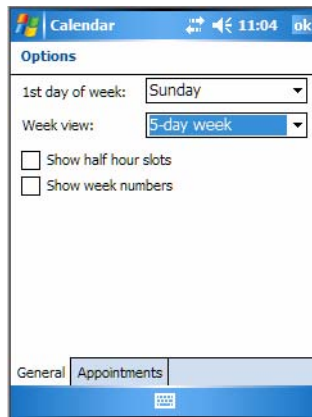 Calendar 11:04 ok
Options
1st day of week: Sunday
Week view: 5-day week
Show half hour slots
Show week numbers
General Appointments